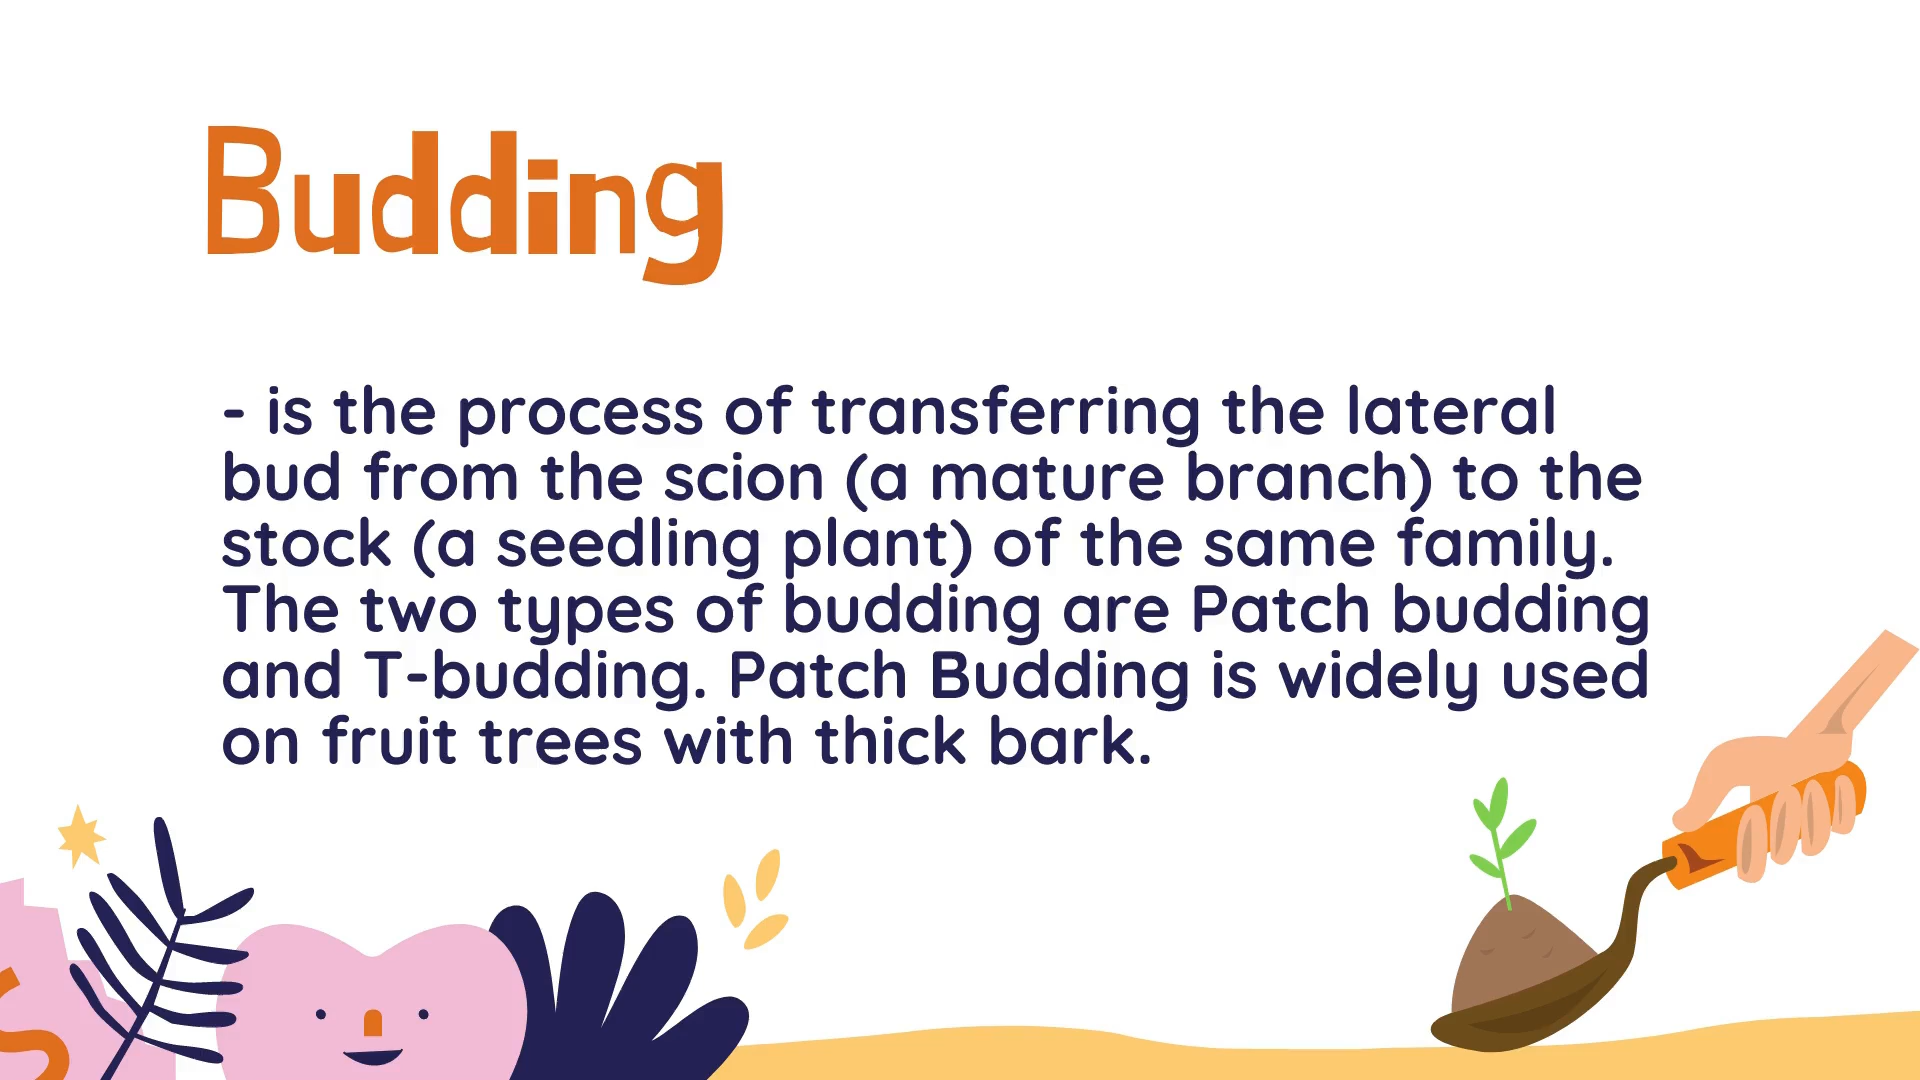 Budding
- is the process of transferring the lateral
bud from the scion (a mature branch) to the
stock (a seedling plant) of the same family.
The two types of budding are Patch budding
and T-budding. Patch Budding is widely used
on fruit trees with thick bark.